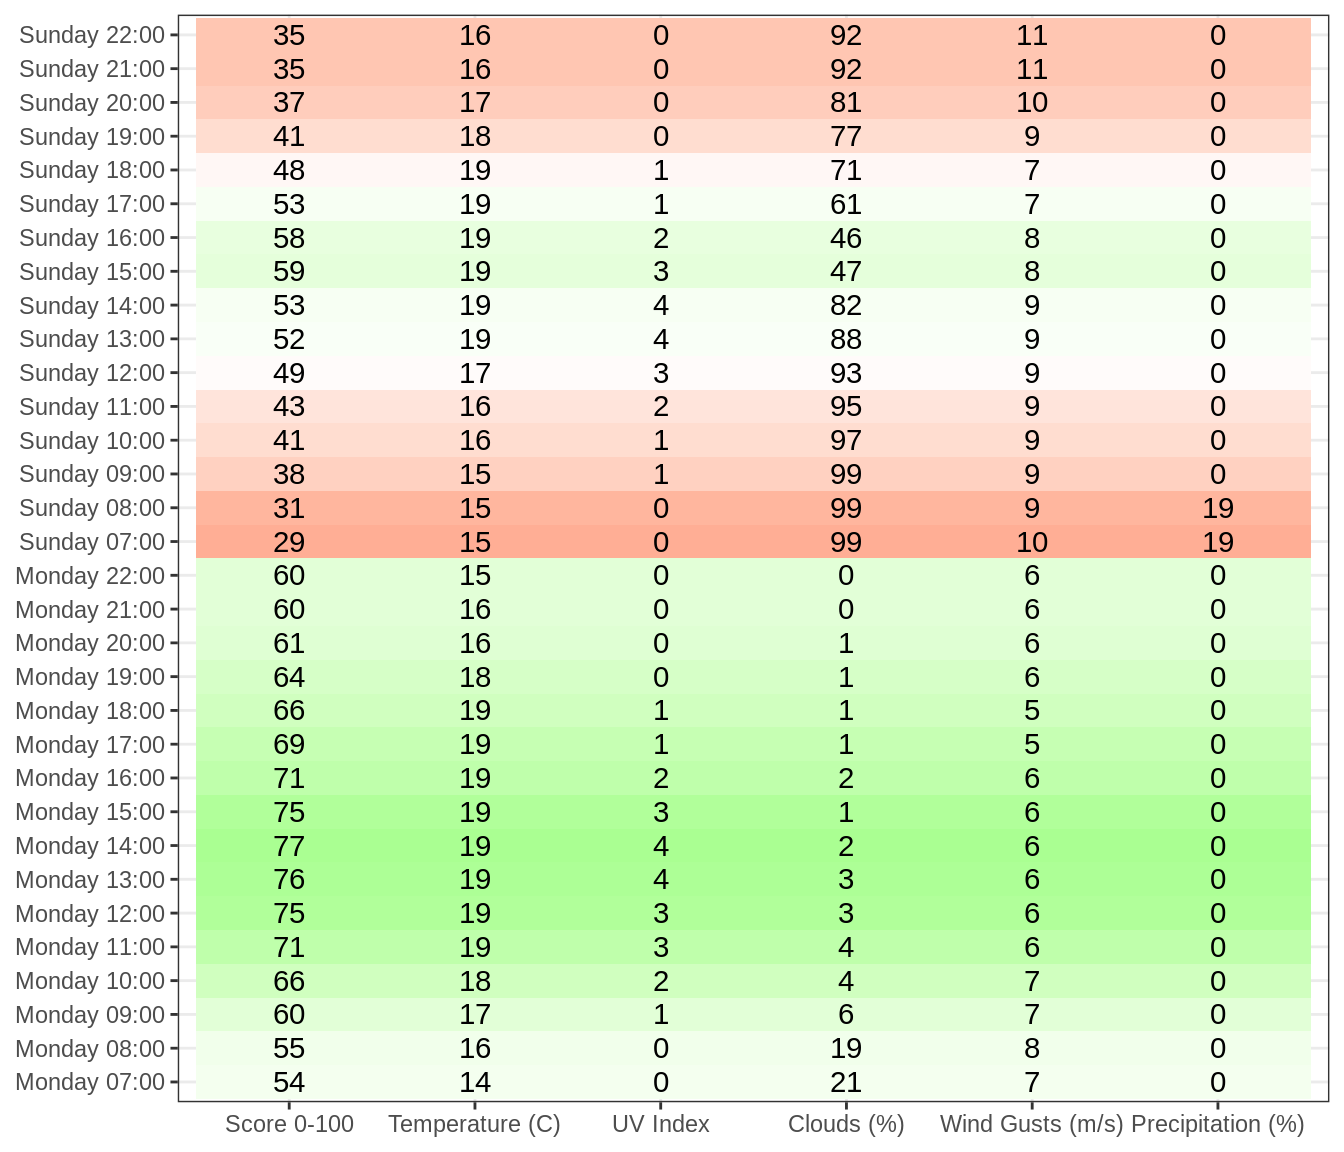 Sunday 22:00 35 16 0 92 11 0
Sunday 21:00 35 16 0 92 11 0
Sunday 20:00 37 17 0 81 10 0
Sunday 19:00 41 18 0 77 9 0
Sunday 18:00 48 19 1 71 7 0
Sunday 17:00 53 19 1 61 7 0
Sunday 16:00 58 19 2 46 8 0
Sunday 15:00 59 19 3 47 8 0
Sunday 14:00 53 19 4 82 9 0
Sunday 13:00 52 19 4 88 9 0
Sunday 12:00 49 17 3 93 9 0
Sunday 11:00 43 16 2 95 9 0
Sunday 10:00 41 16 1 97 9 0
Sunday 09:00 38 15 1 99 9 0
Sunday 08:00 31 15 0 99 9 19
Sunday 07:00 29 15 0 99 10 19
Monday 22:00 60 15 0 0 6 0
Monday 21:00 60 16 0 0 6 0
Monday 20:00 61 16 0 1 6 0
Monday 19:00 64 18 0 1 6 0
Monday 18:00 66 19 1 1 5 0
Monday 17:00 69 19 1 1 5 0
Monday 16:00 71 19 2 2 6 0
Monday 15:00 75 19 3 1 6 0
Monday 14:00 77 19 4 2 6 0
Monday 13:00 76 19 4 3 6 0
Monday 12:00 75 19 3 3 6 0
Monday 11:00 71 19 3 4 6 0
Monday 10:00 66 18 2 4 7 0
Monday 09:00 60 17 1 6 7 0
Monday 08:00 55 16 0 19 8 0
Monday 07:00 54 14 0 21 7 0
Score 0-100 Temperature (C) UV Index Clouds (%) Wind Gusts (m/s) Precipitation (%)